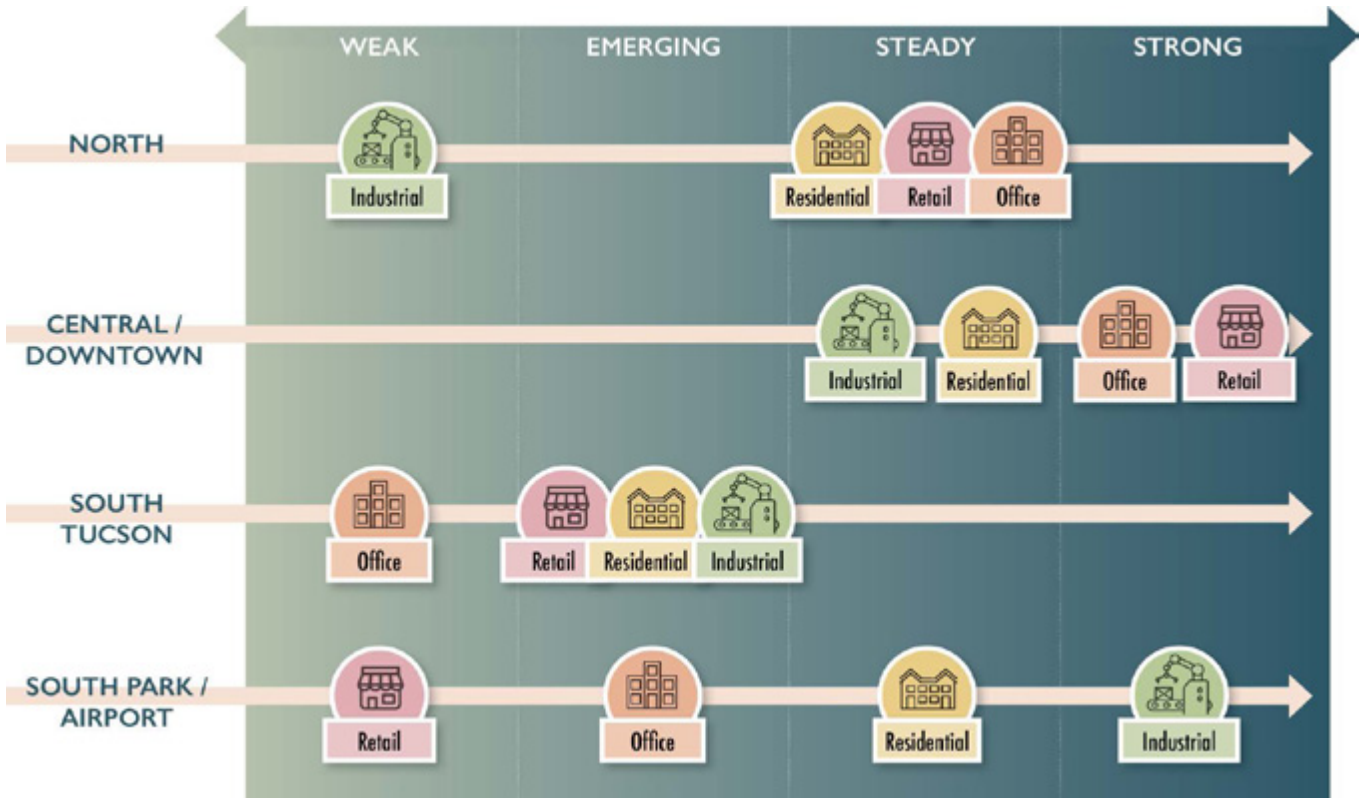 WEAK EMERGING STEADY STRONG
NORTH
Industrial Residential Retail Office
CENTRAL /
DOWNTOWN
Industrial Residential Office Retail
SOUTH
TUCSON
Office Retail Residential Industrial
SOUTH PARK /
AIRPORT
Retail Office Residential Industrial